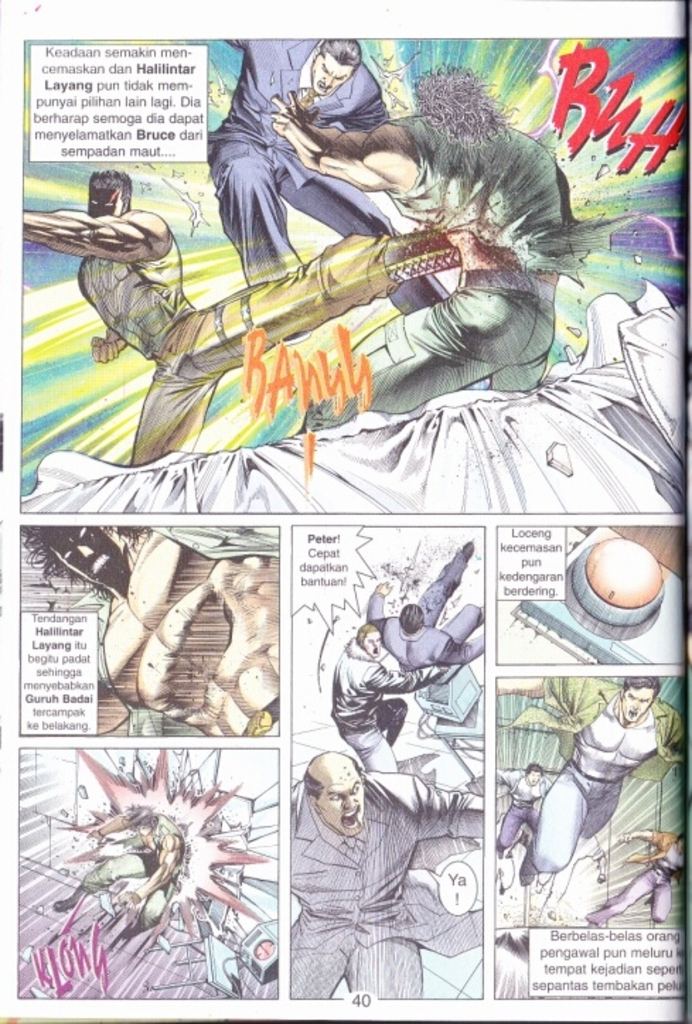 Keadaan semakin men-
cemaskan dan Halilintar
Layang pun tidak mem-
punyai pilihan lain lagi. Dia
berharap semoga dia dapat
menyelamatkan Bruce dari
sempadan maut....
BUH
BANGG
!
Tendangan
Halilintar
Layang itu
begitu padat
sehingga
menyebabkan
Guruh Badai
tercampak
ke belakang.
KLONG
Peter!
Cepat
dapatkan
bantuan!
Ya
!
Loceng
kecemasan
pun
kedengaran
berdering.
Berbelas-belas orang
pengawal pun meluru
tempat kejadian
sepantas tembakan
40